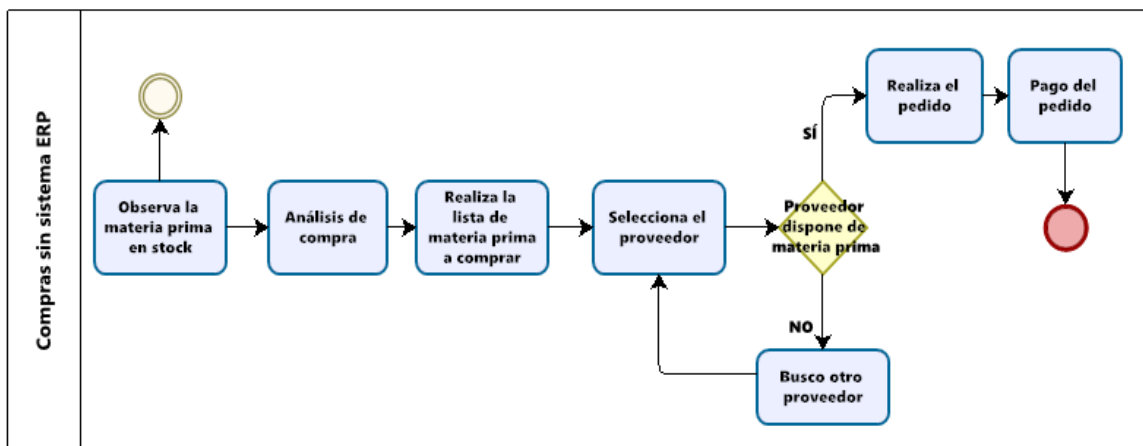 Compras sin sistema ERP
Observa la
materia prima
en stock
Análisis de
compra
Realiza la
lista de
materia prima
a comprar
Selecciona el
proveedor
Proveedor
dispone de
materia prima
SÍ
Realiza el
pedido
Pago del
pedido
NO
Busco otro
proveedor